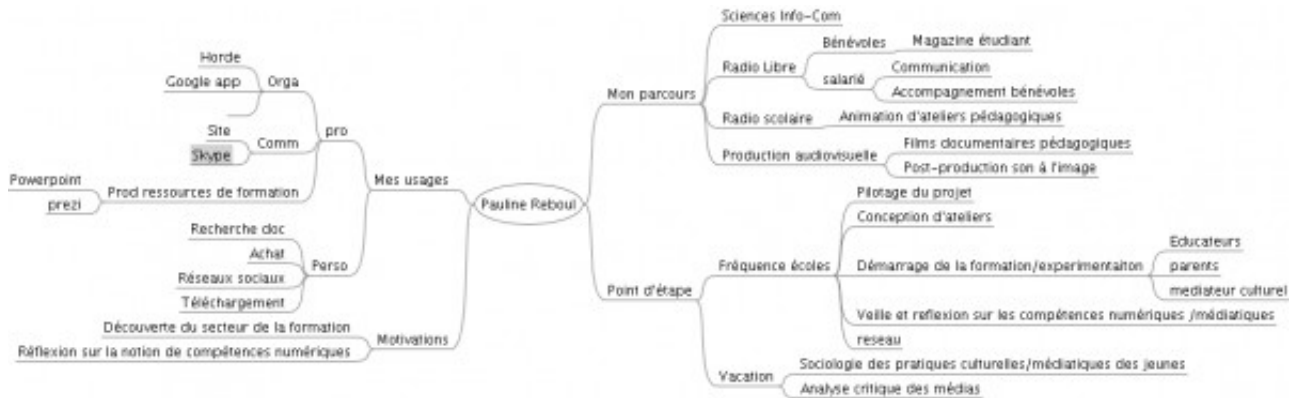 Pauline Reboul
Mes usages
pro
Orga
Horde
Google app
Comm
Site
Skype
Prod ressources de formation
Powerpoint
prezi
Perso
Recherche doc
Achat
Réseaux sociaux
Téléchargement
Motivations
Découverte du secteur de la formation
Réflexion sur la notion de compétences numériques
Mon parcours
Sciences Info-Com
Radio Libre
Bénévoles
Magazine étudiant
salarié
Communication
Accompagnement bénévoles
Radio scolaire
Animation d'ateliers pédagogiques
Production audiovisuelle
Films documentaires pédagogiques
Post-production son à l'image
Point d'étape
Fréquence écoles
Pilotage du projet
Conception d'ateliers
Démarrage de la formation/experimentaiton
Educateurs
parents
mediateur culturel
Veille et reflexion sur les compétences numériques /médiatiques
reseau
Vacation
Sociologie des pratiques culturelles/médiatiques des jeunes
Analyse critique des médias